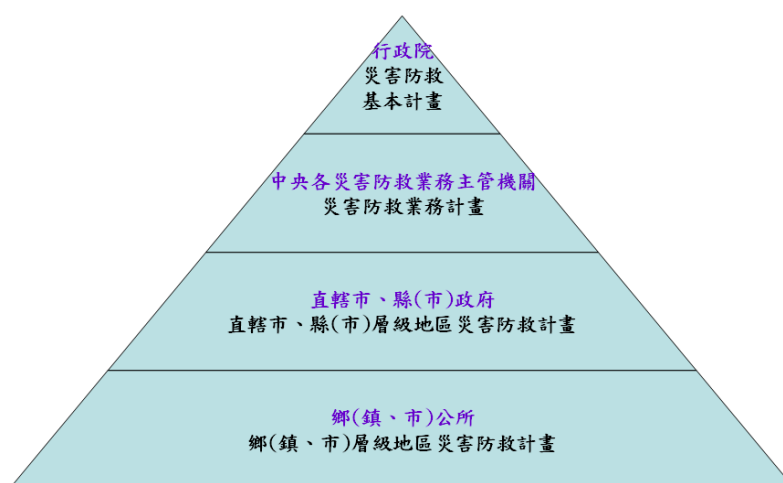 行政院
災害防救
基本計畫
中央各災害防救業務主管機關
災害防救業務計畫
直轄市、縣(市)政府
直轄市、縣(市)層級地區災害防救計畫
鄉(鎮、市)公所
鄉(鎮、市)層級地區災害防救計畫